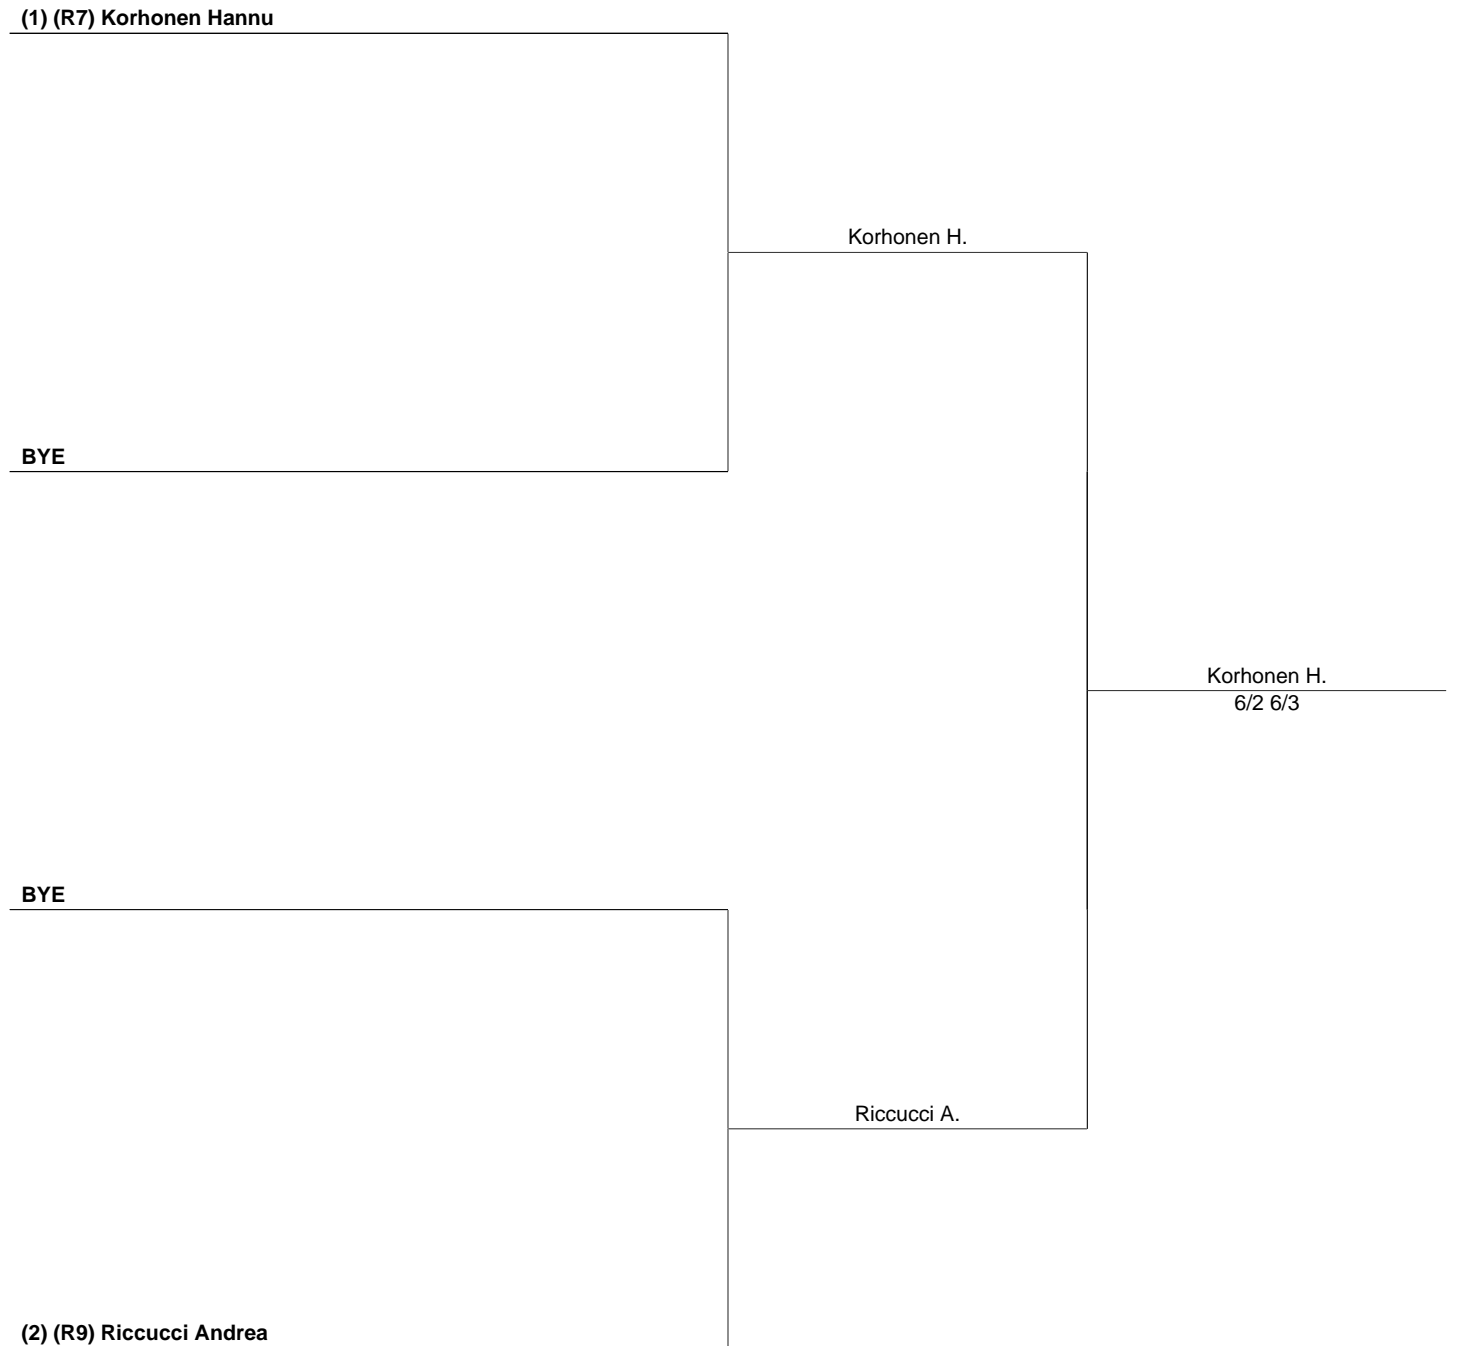 (1) (R7) Korhonen Hannu
Korhonen H.
BYE
Korhonen H.
6/2 6/3
BYE
Riccucci A.
(2) (R9) Riccucci Andrea